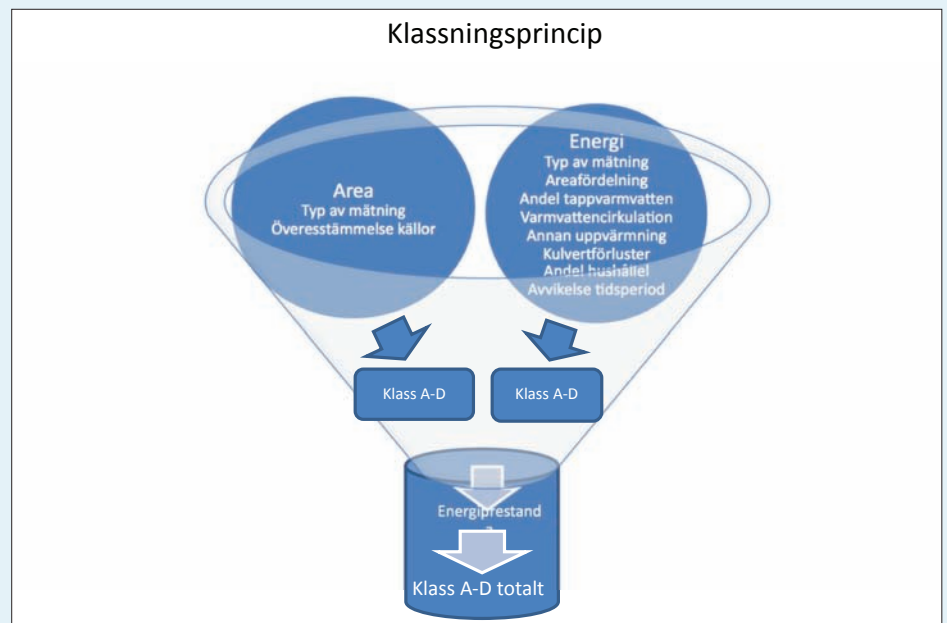 Klassningsprincip
Area
Typ av mätning
Överesstämmelse källor
Energi
Typ av mätning
Areafördelning
Andel tappvarmvatten
Varmvattencirkulation
Annan uppvärmning
Kulvertförluster
Andel hushållel
Avvikelse tidsperiod
Klass A-D
Klass A-D
Energiprestand
a
Klass A-D totalt